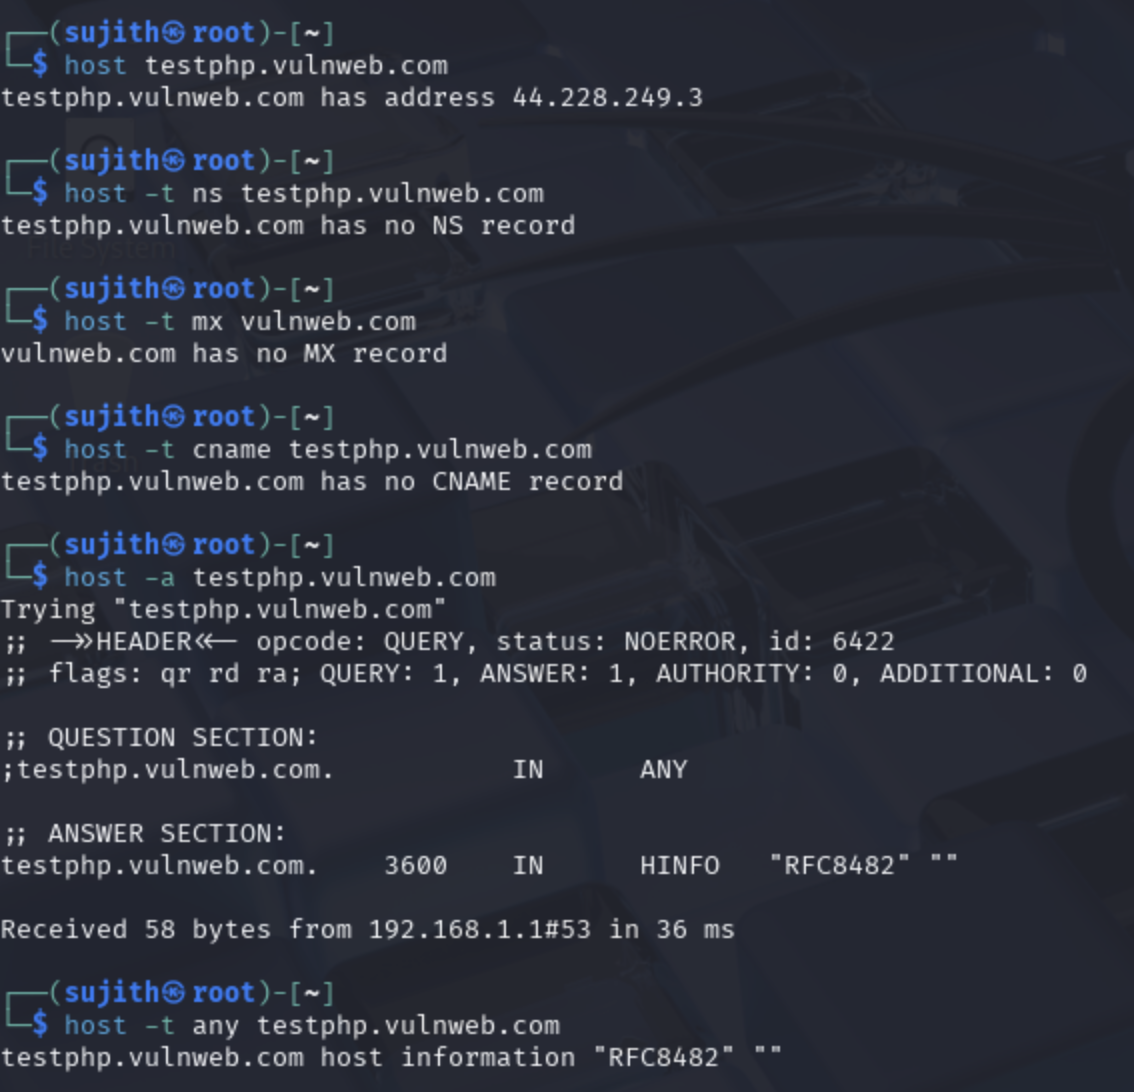 ┌──(sujith㉿root)-[~]
└─$ host testphp.vulnweb.com
testphp.vulnweb.com has address 44.228.249.3
┌──(sujith㉿root)-[~]
└─$ host -t ns testphp.vulnweb.com
testphp.vulnweb.com has no NS record
File System
┌──(sujith㉿root)-[~]
└─$ host -t mx vulnweb.com
vulnweb.com has no MX record
┌──(sujith㉿root)-[~]
└─$ host -t cname testphp.vulnweb.com
Trash
testphp.vulnweb.com has no CNAME record
┌──(sujith㉿root)-[~]
└─$ host -a testphp.vulnweb.com
Trying "testphp.vulnweb.com"
;; ->>HEADER<<- opcode: QUERY, status: NOERROR, id: 6422
;; flags: qr rd ra; QUERY: 1, ANSWER: 1, AUTHORITY: 0, ADDITIONAL: 0
;; QUESTION SECTION:
;testphp.vulnweb.com. IN ANY
;; ANSWER SECTION:
testphp.vulnweb.com. 3600 IN HINFO "RFC8482" ""
Received 58 bytes from 192.168.1.1#53 in 36 ms
┌──(sujith㉿root)-[~]
└─$ host -t any testphp.vulnweb.com
testphp.vulnweb.com host information "RFC8482" ""